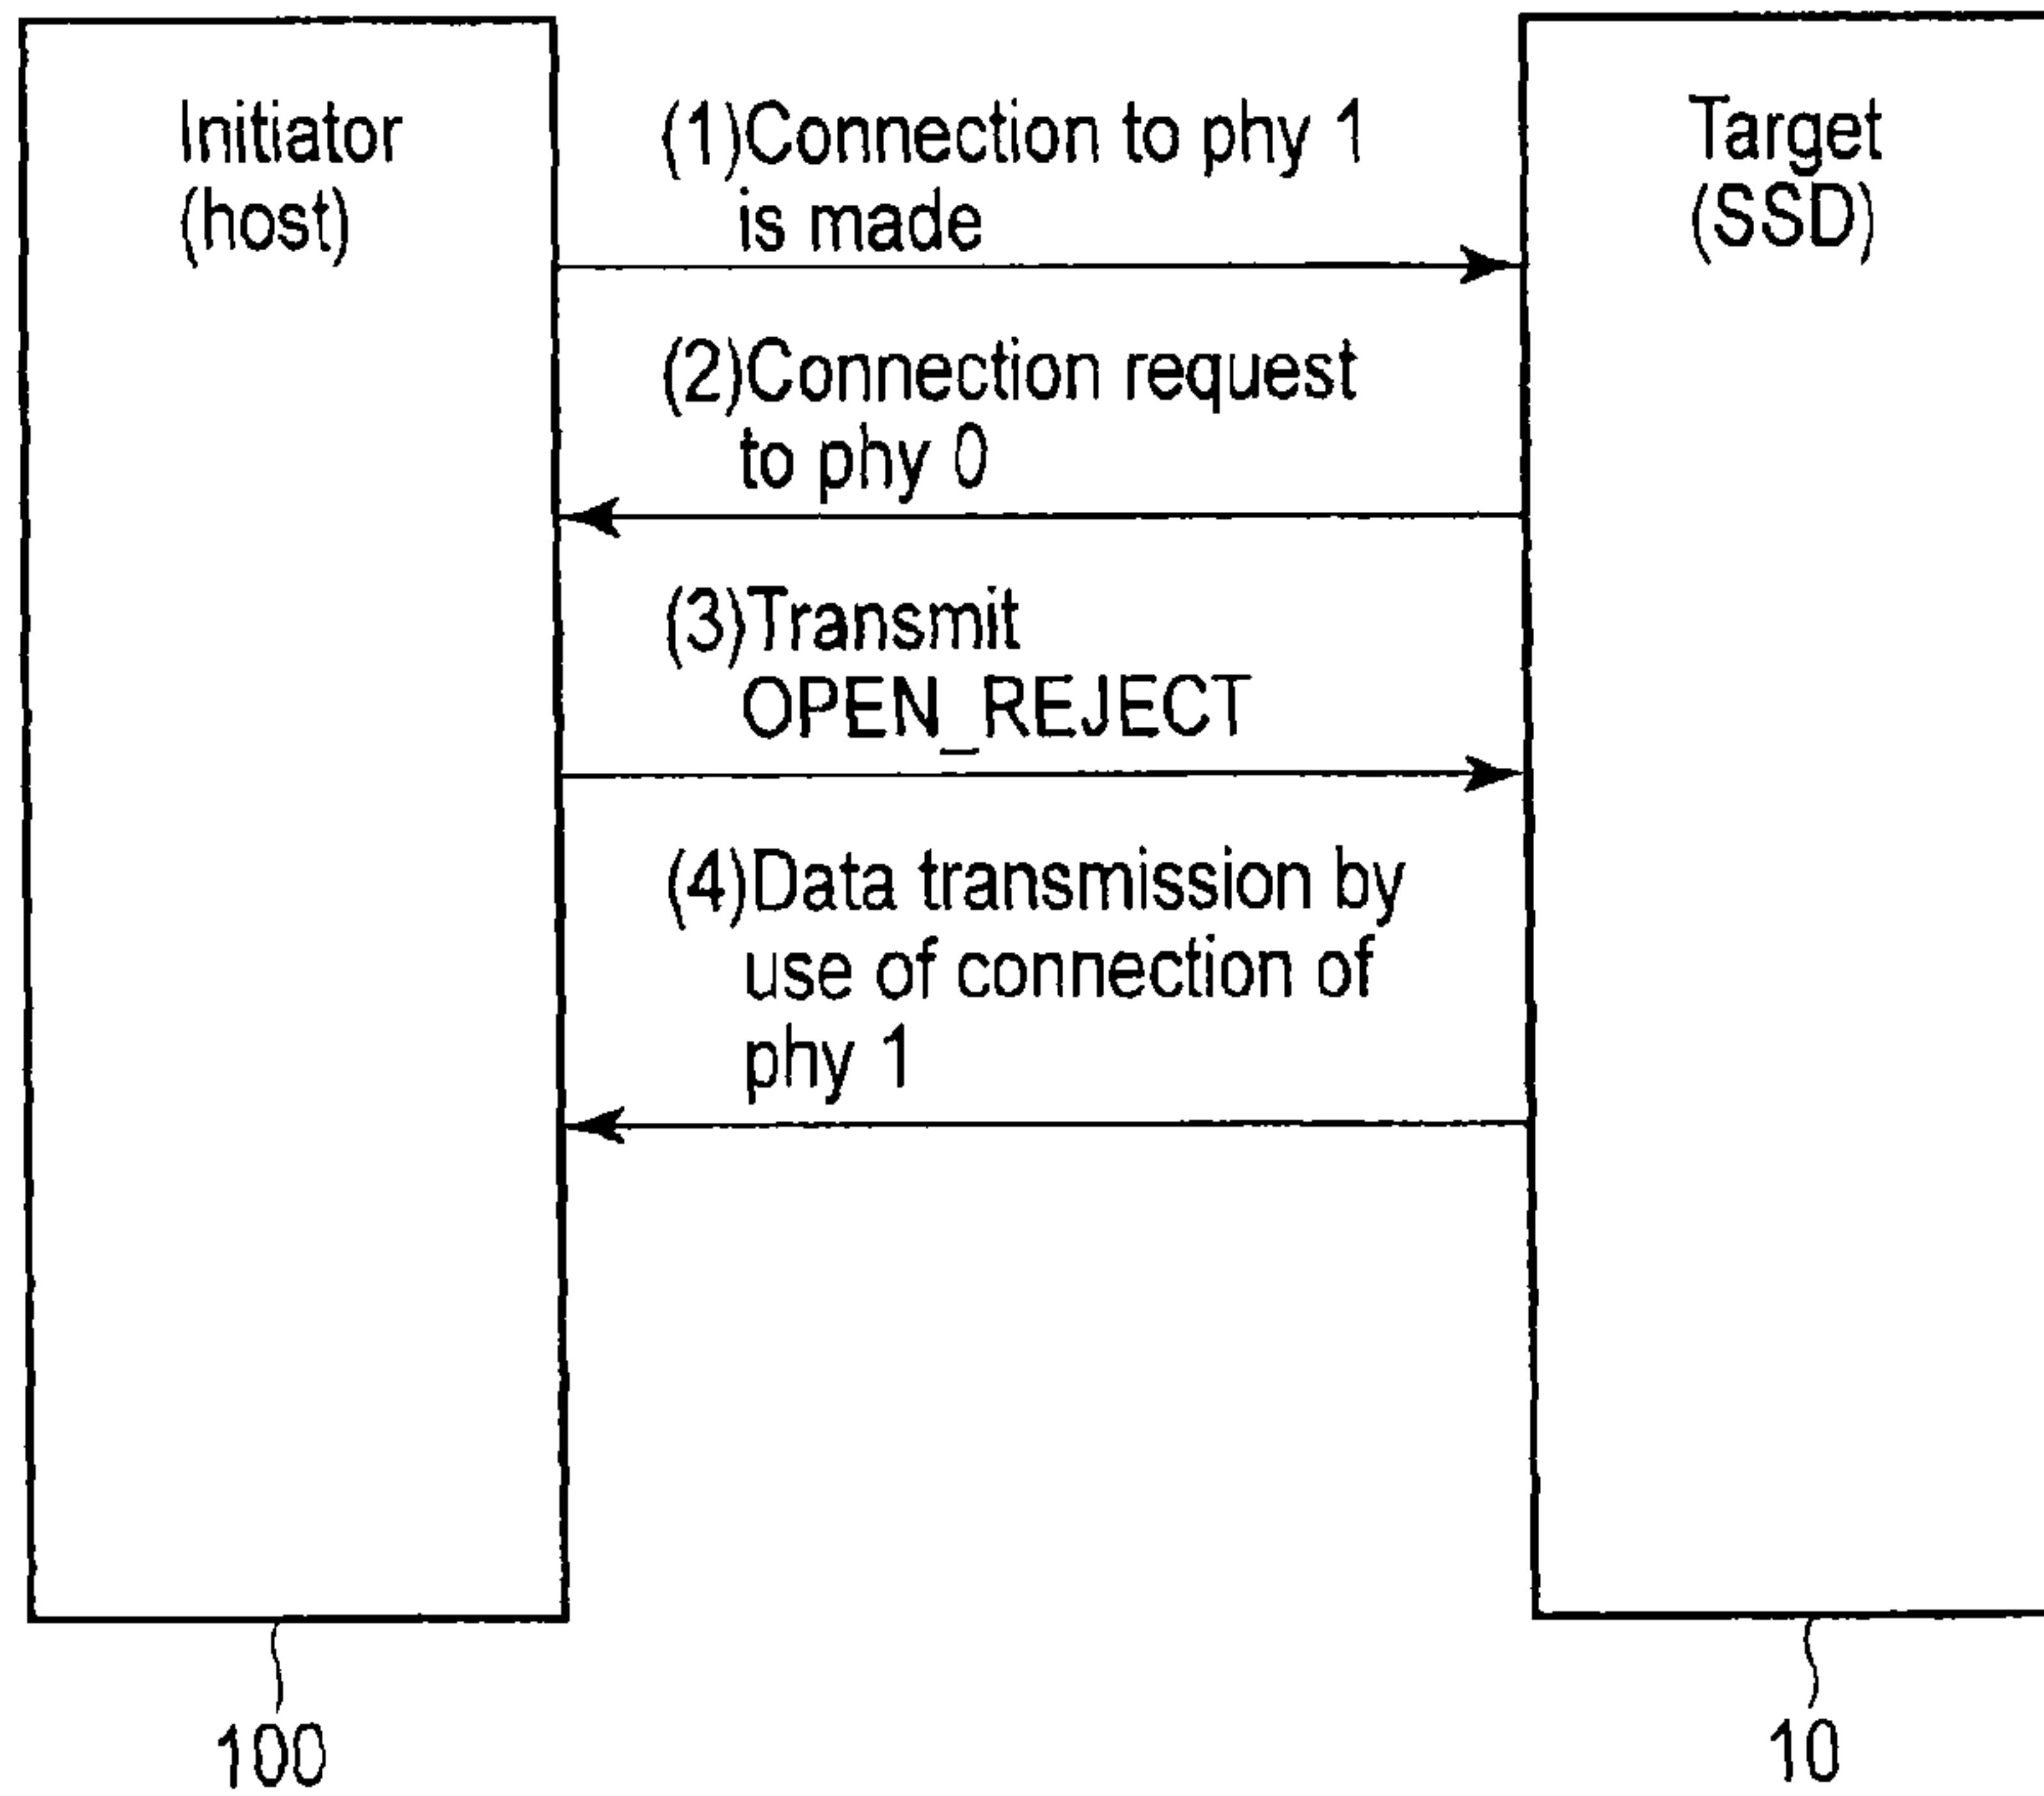 Initiator
(host)
(1)Connection to phy 1
is made
Target
(SSD)
(2)Connection request
to phy 0
(3)Transmit
OPEN_REJECT
(4)Data transmission by
use of connection of
phy 1
100
10